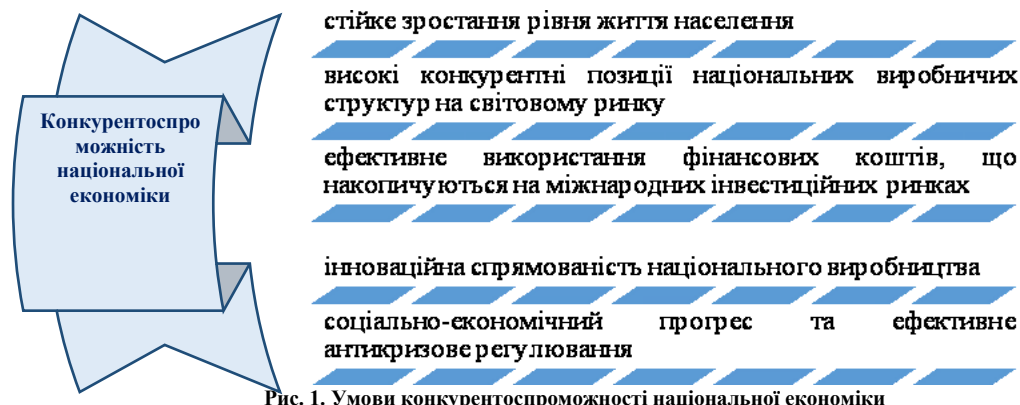 Конкурентоспро
можність
національної
економіки
стійке зростання рівня життя населення
високі конкурентні позиції національних виробничих
структур на світовому ринку
ефективне використання фінансових коштів, що
накопичуються на міжнародних інвестиційних ринках
інноваційна спрямованість національного виробництва
соціально-економічний прогрес та ефективне
антикризове регулювання
Рис. 1. Умови конкурентоспроможності національної економіки